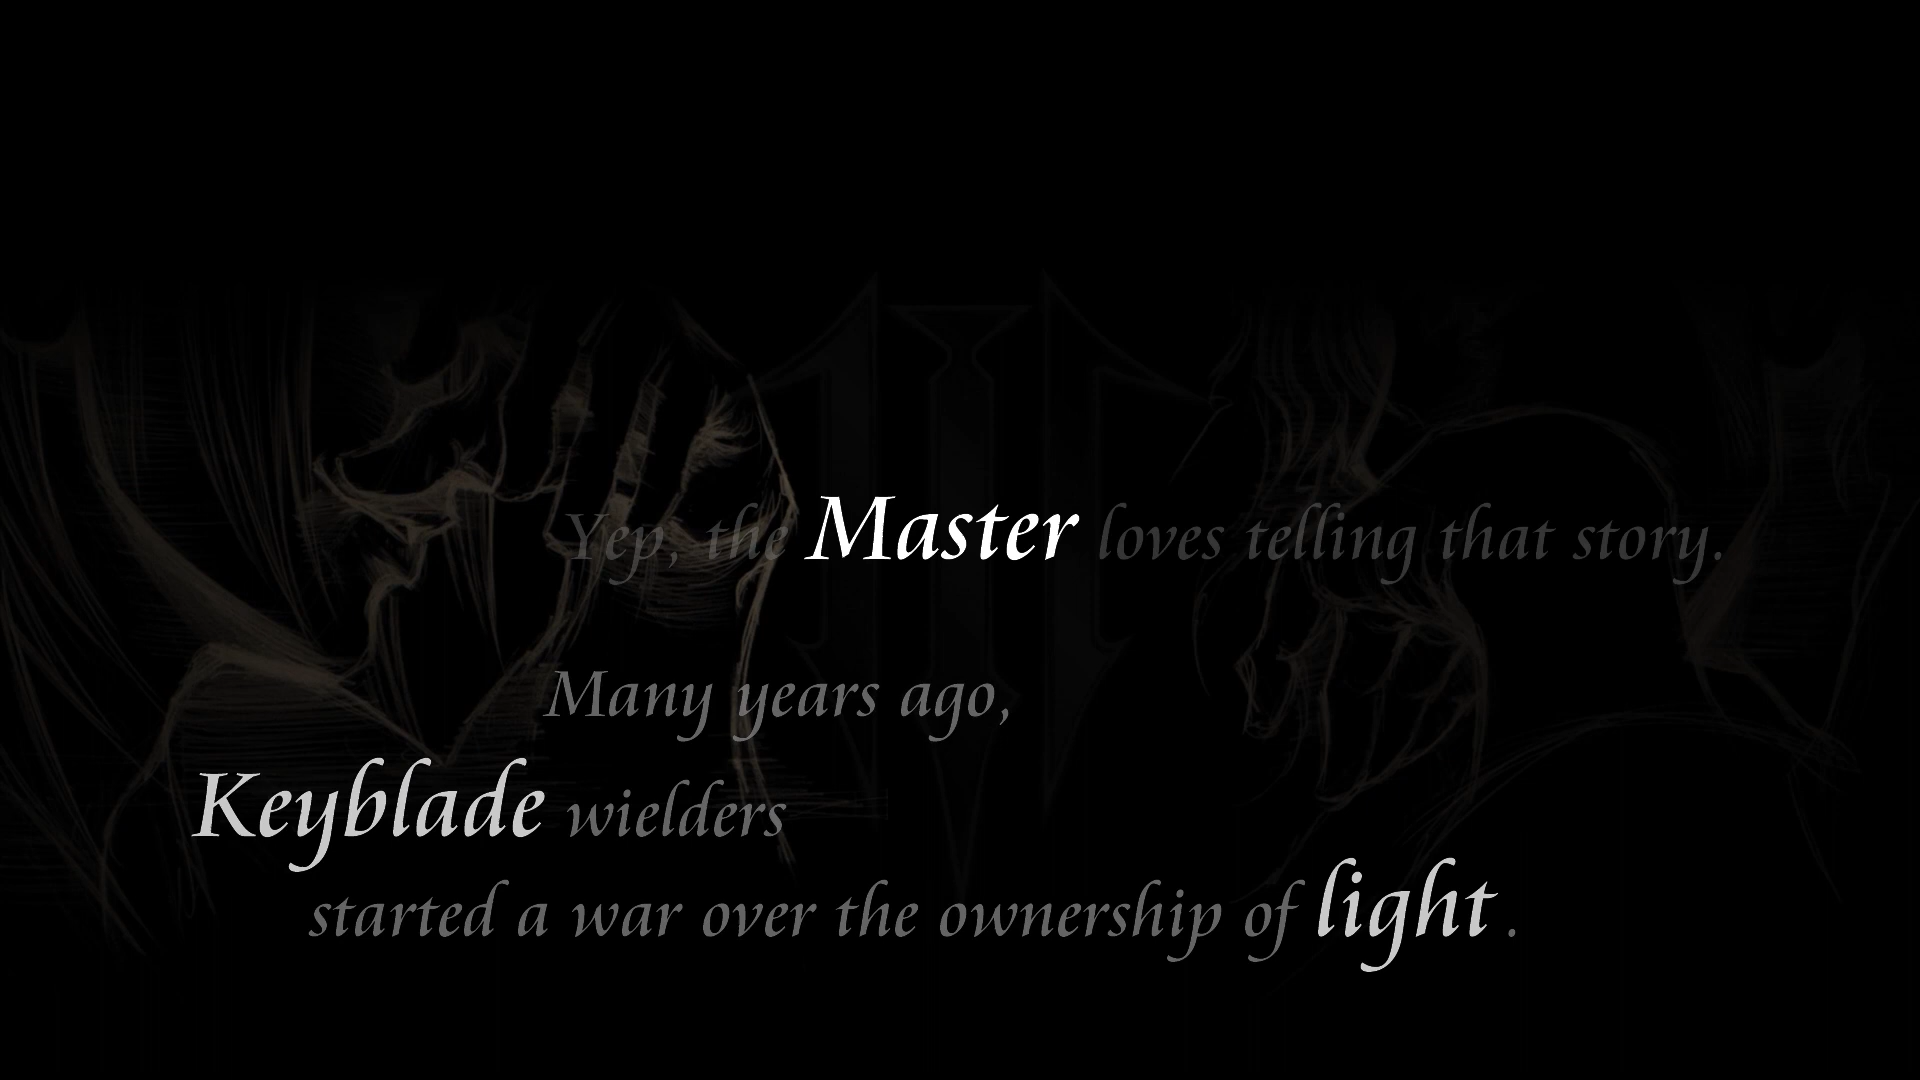 Yep, the Master loves telling that story.
Many years ago,
Keyblade wielders
started a war over the ownership of light.